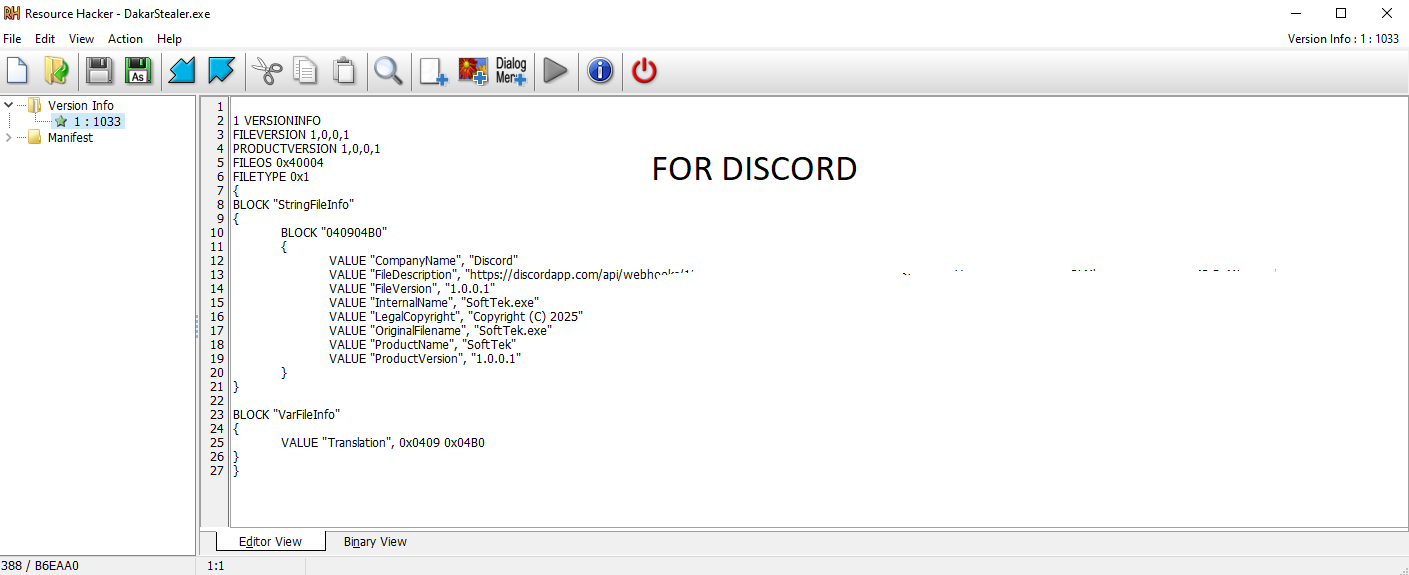 Resource Hacker - DakarStealer.exe
File Edit View Action Help
Version Info : 1 : 1033
As
Dialog
Menu
Version Info
1 : 1033
Manifest
1
2 1 VERSIONINFO
3 FILEVERSION 1,0,0,1
4 PRODUCTVERSION 1,0,0,1
5 FILEOS 0x40004
6 FILETYPE 0x1
7 {
8 BLOCK "StringFileInfo"
9 {
10 BLOCK "040904B0"
11 {
12 VALUE "CompanyName", "Discord"
13 VALUE "FileDescription", "https://discordapp.com/api/webhooks/1
14 VALUE "FileVersion", "1.0.0.1"
15 VALUE "InternalName", "SoftTek.exe"
16 VALUE "LegalCopyright", "Copyright (C) 2025"
17 VALUE "OriginalFilename", "SoftTek.exe"
18 VALUE "ProductName", "SoftTek"
19 VALUE "ProductVersion", "1.0.0.1"
20 }
21 }
22
23 BLOCK "VarFileInfo"
24 {
25 VALUE "Translation", 0x0409 0x04B0
26 }
27 }
FOR DISCORD
Editor View Binary View
388 / B6EAA0 1:1